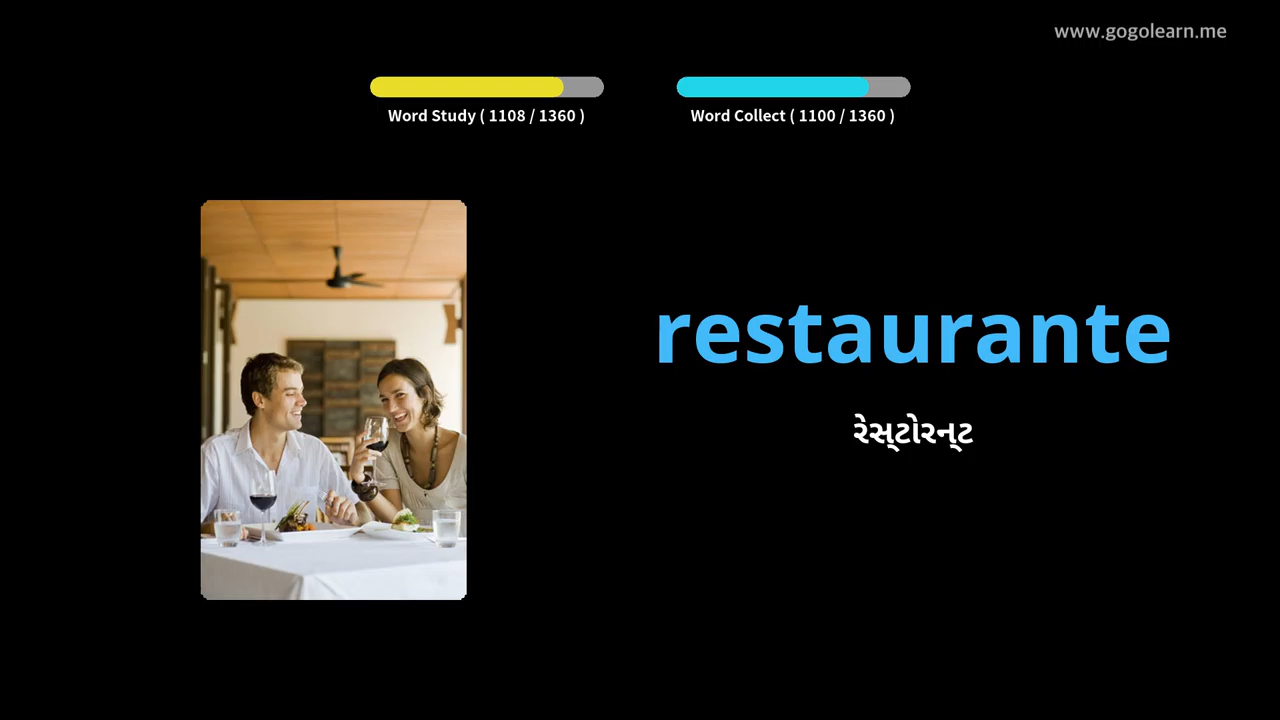 www.gogolearn.me
Word Study ( 1108 / 1360 )
Word Collect ( 1100 / 1360 )
restaurante
રેસ્ટોરન્ટ